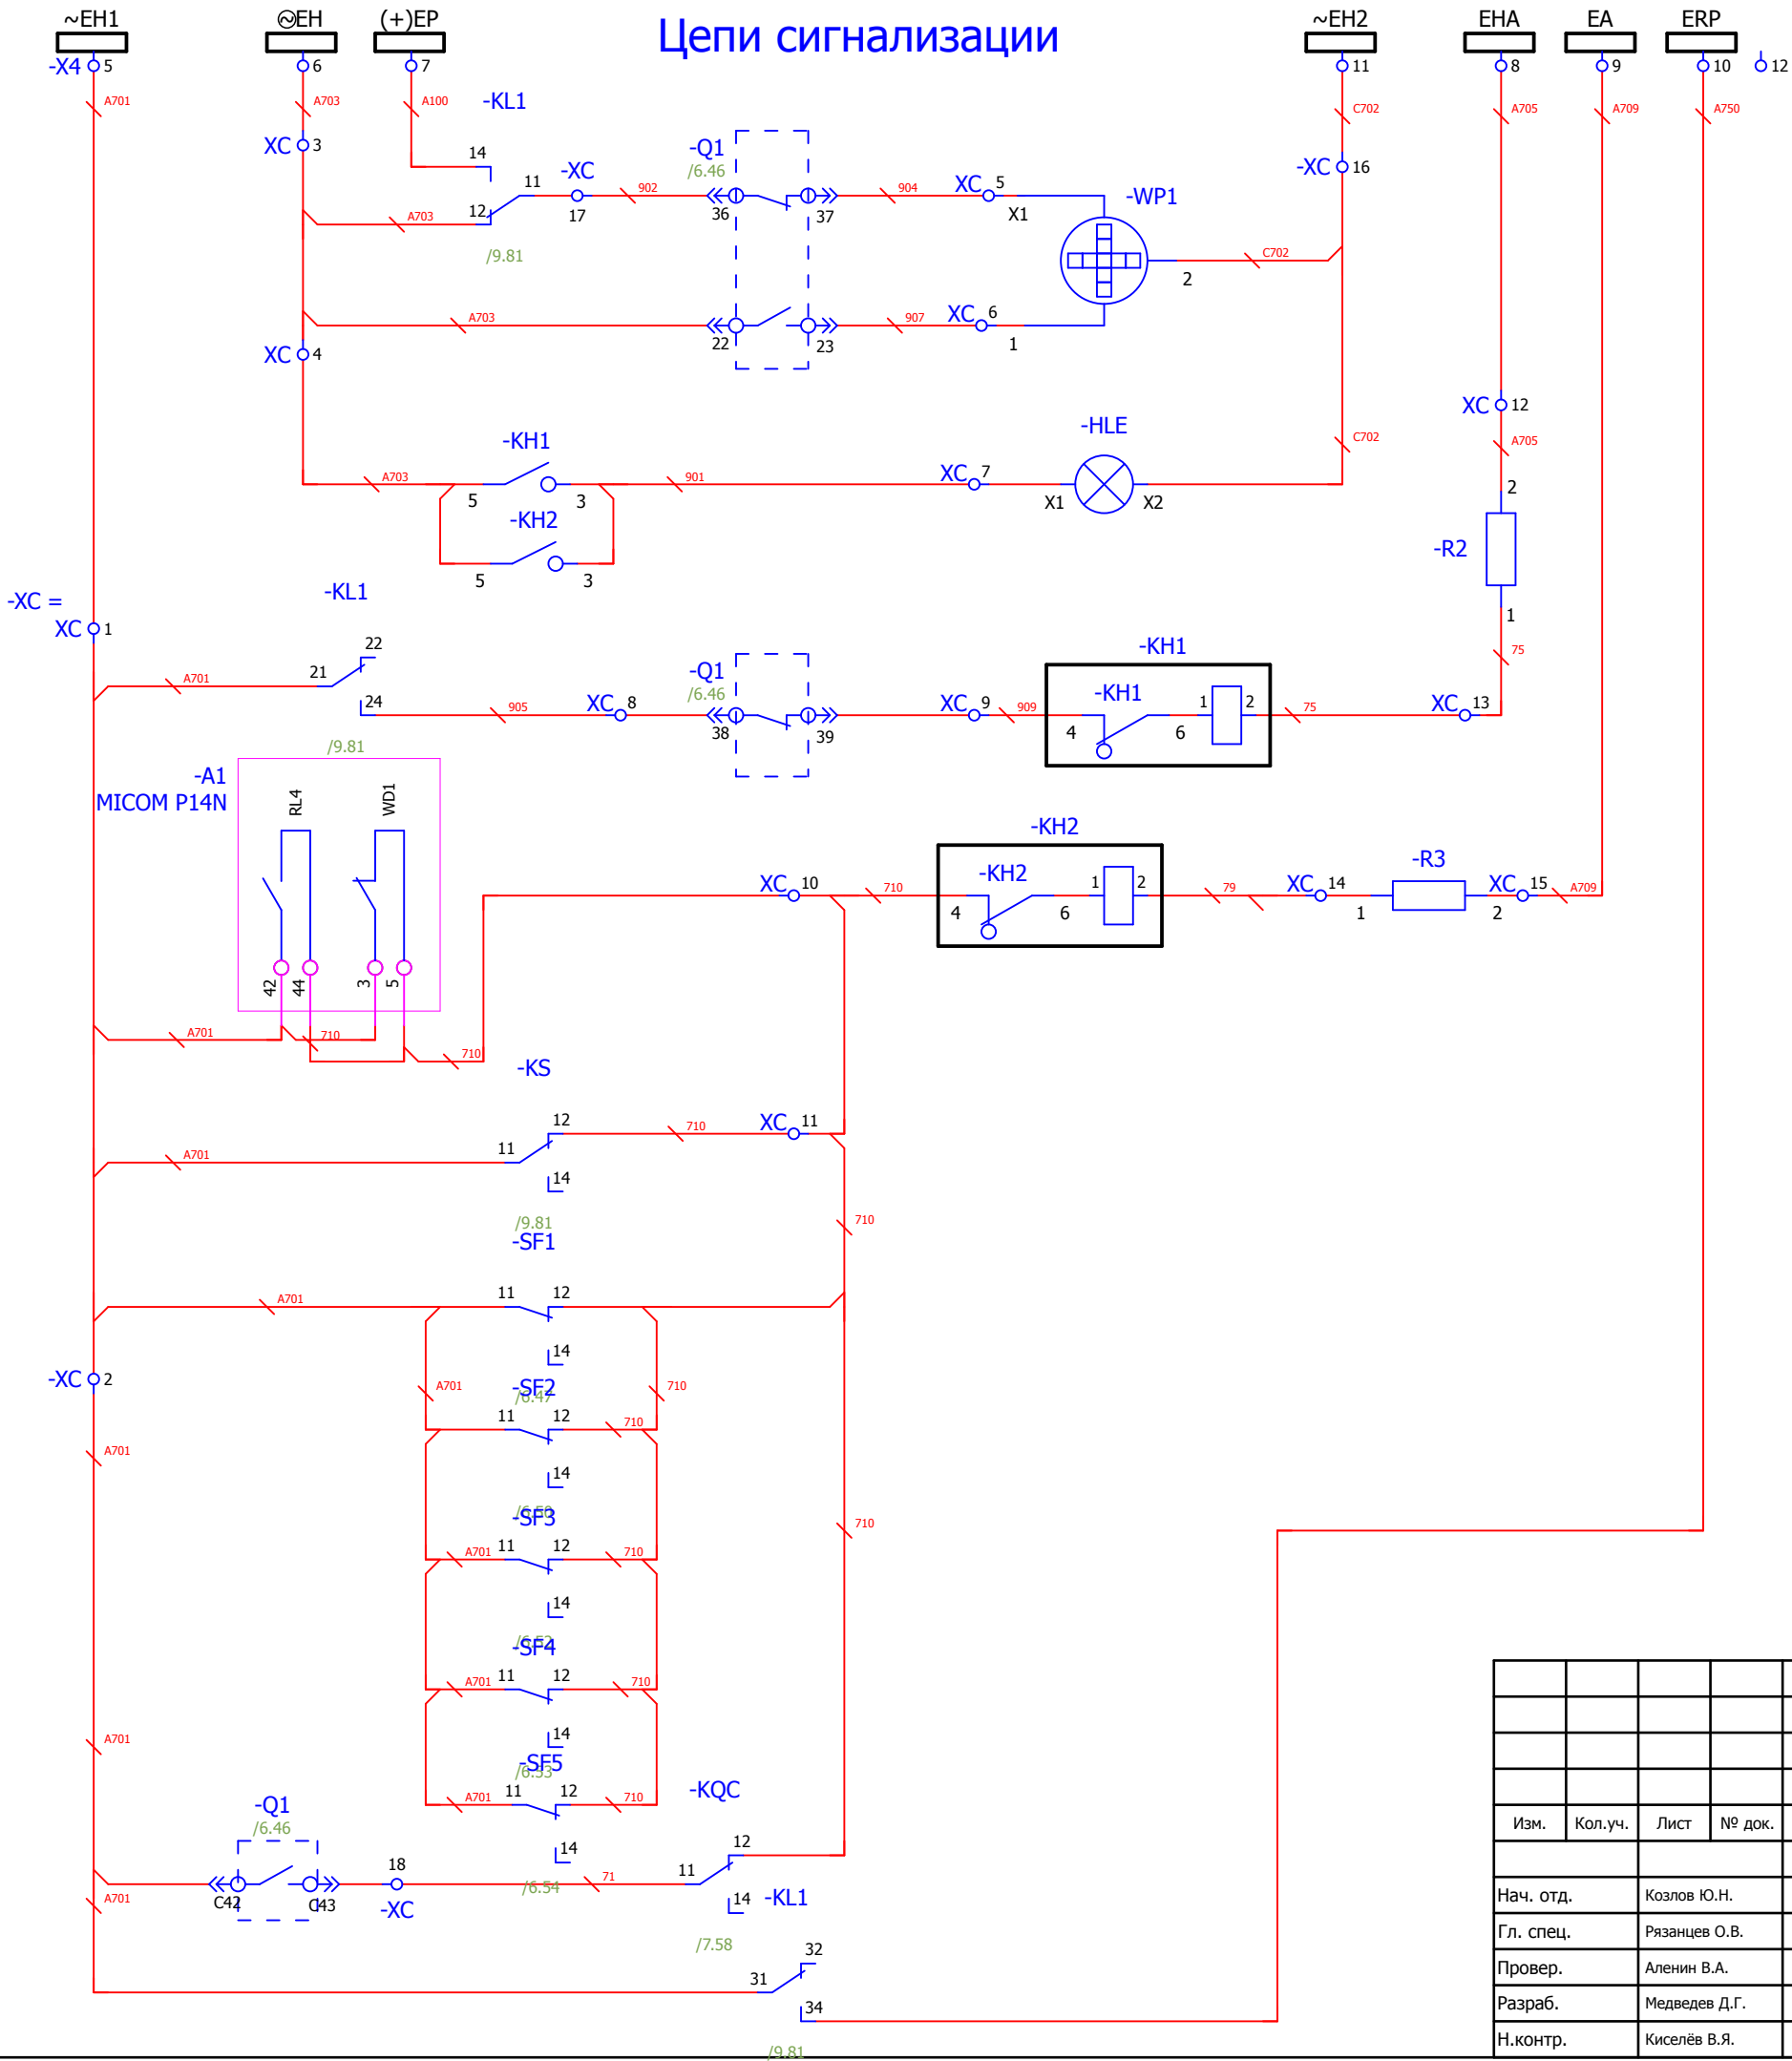 Цепи сигнализации
~EH1
EH
(+)EP
~EH2
EHA
EA
ERP
-X4
5
6
7
11
8
9
10
12
A701
A703
A100
C702
A705
A709
A750
-KL1
XC
3
14
11
12
-XC
17
902
-Q1
/6.46
36
37
904
XC
5
X1
-WP1
-XC
16
A703
/9.81
2
C702
A703
22
23
907
XC
6
1
XC
4
XC
12
-KH1
-HLE
C702
A705
A703
5
3
901
XC
7
X1
X2
2
-KH2
5
3
-R2
-KL1
1
-XC =
XC
1
22
21
A701
24
905
XC
8
-Q1
/6.46
38
39
XC
9
909
-KH1
-KH1
4
6
1
2
75
XC
13
75
/9.81
-A1
MICOM P14N
RL4
WD1
42
44
3
5
-KH2
-KH2
4
6
1
2
-R3
XC
10
710
79
XC
14
1
2
XC
15
A709
A701
710
710
-KS
12
11
14
A701
710
XC
11
/9.81
710
-SF1
A701
11
12
14
-XC
2
/6.47
-SF2
A701
710
11
12
710
14
A701
-SF3
A701
11
12
710
14
710
-SF4
A701
11
12
710
14
A701
-SF5
A701
11
12
710
14
/6.54
-Q1
/6.46
C42
C43
18
-XC
71
-KQC
11
12
14
/7.58
A701
-KL1
31
32
34
/9.81
Изм.
Кол.уч.
Лист
№ док.
Нач. отд.
Козлов Ю.Н.
Гл. спец.
Рязанцев О.В.
Провер.
Аленин В.А.
Разраб.
Медведев Д.Г.
Н.контр.
Киселёв В.Я.